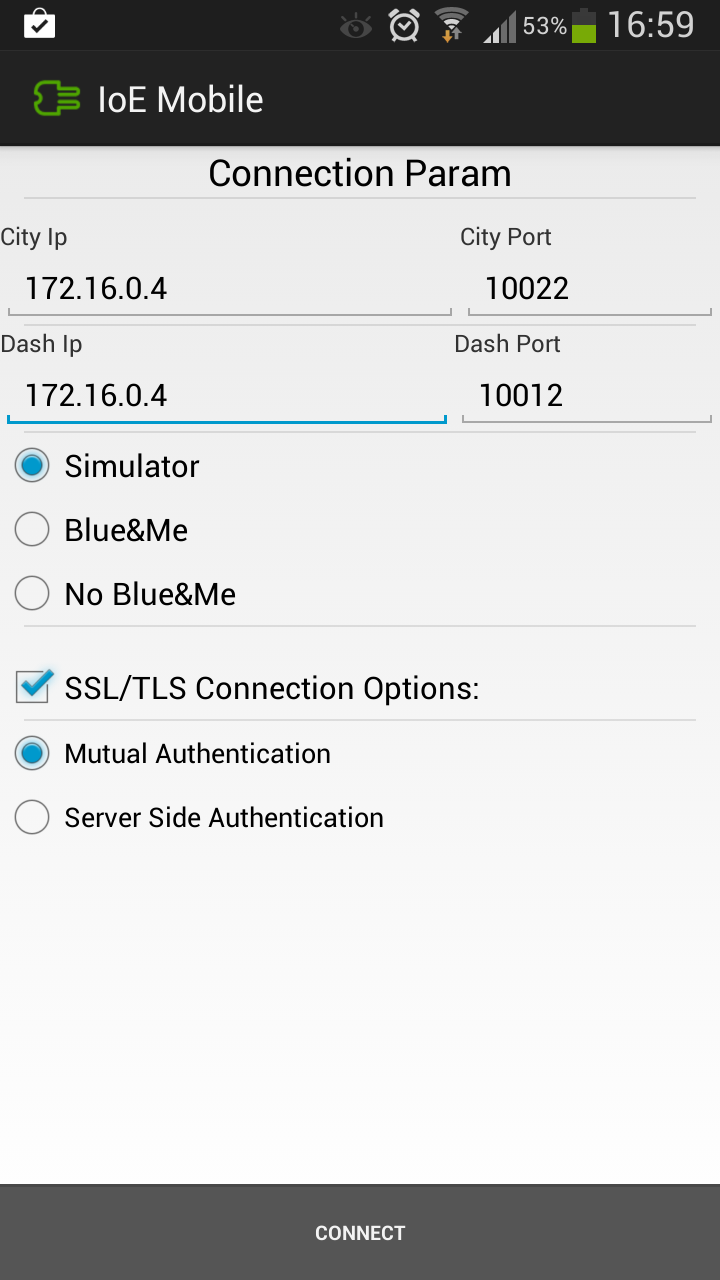 53% 16:59
IoE Mobile
Connection Param
City Ip City Port
172.16.0.4 10022
Dash Ip Dash Port
172.16.0.4 10012
Simulator
Blue&Me
No Blue&Me
SSL/TLS Connection Options:
Mutual Authentication
Server Side Authentication
CONNECT